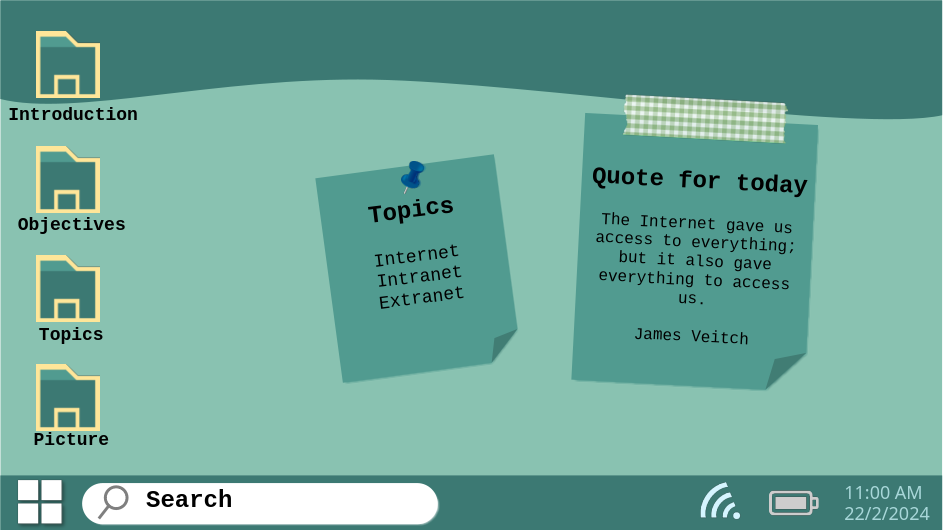 Introduction
Objectives
Topics
Picture
Topics
Internet
Intranet
Extranet
Quote for today
The Internet gave us
access to everything;
but it also gave
everything to access
us.
James Veitch
Search
11:00 AM
22/2/2024